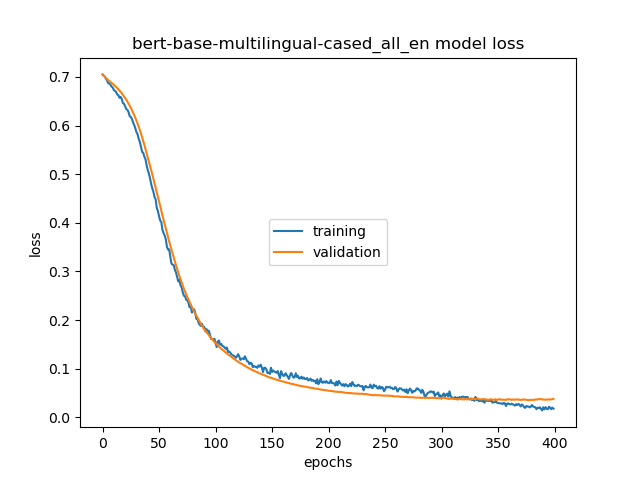 bert-base-multilingual-cased_all_en model loss
loss
0.7
0.6
0.5
0.4
0.3
0.2
0.1
0.0
training
validation
0 50 100 150 200 250 300 350 400
epochs